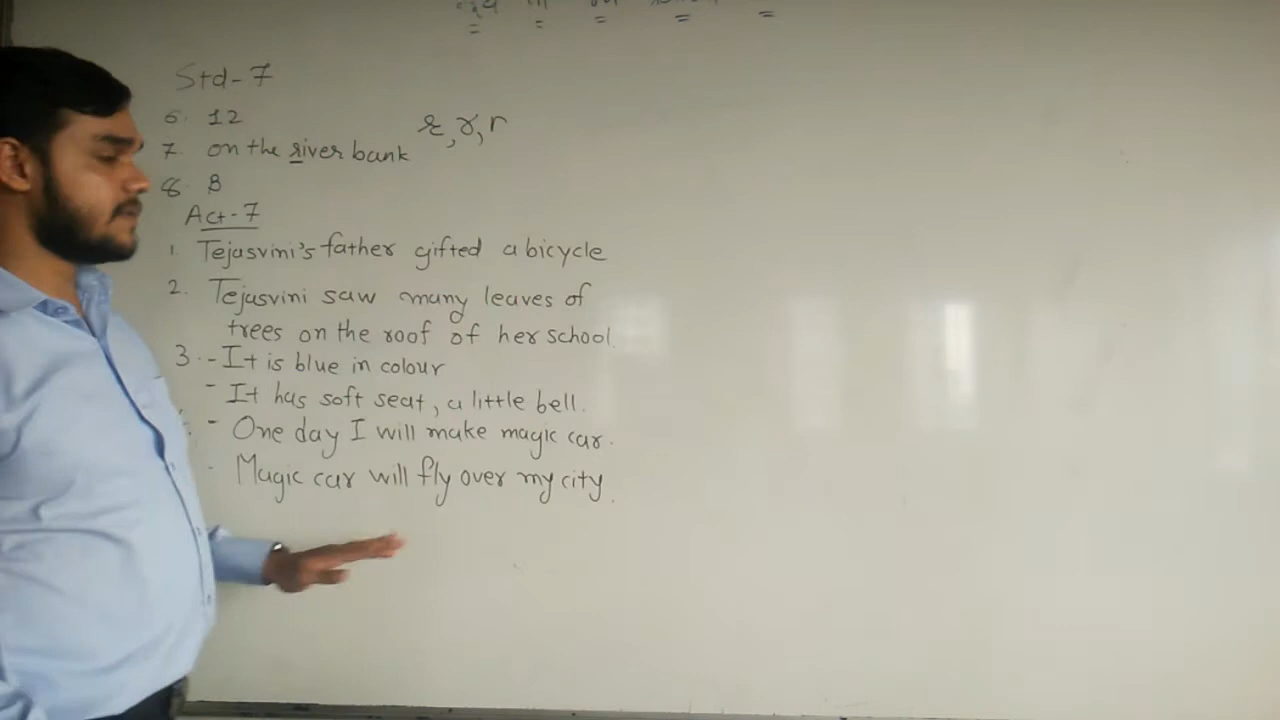 Std-7
6. 12
r, r, r
7. on the river bank
8. B
Act-7
1. Tejasvini's father gifted a bicycle
2. Tejasvini saw many leaves of
trees on the roof of her school.
3. - It is blue in colour
- It has soft seat, a little bell.
- One day I will make magic car.
- Magic car will fly over my city.